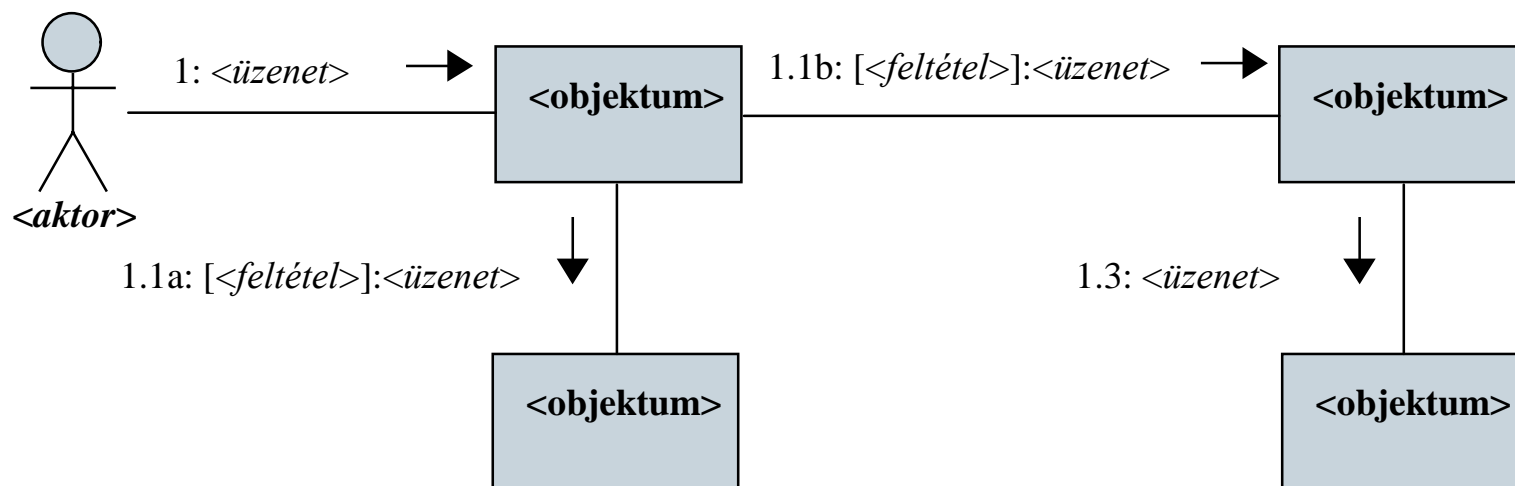 1: <üzenet>
<objektum>
1.1b: [<feltétel>]:<üzenet>
<objektum>
<aktor>
1.1a: [<feltétel>]:<üzenet>
1.3: <üzenet>
<objektum>
<objektum>